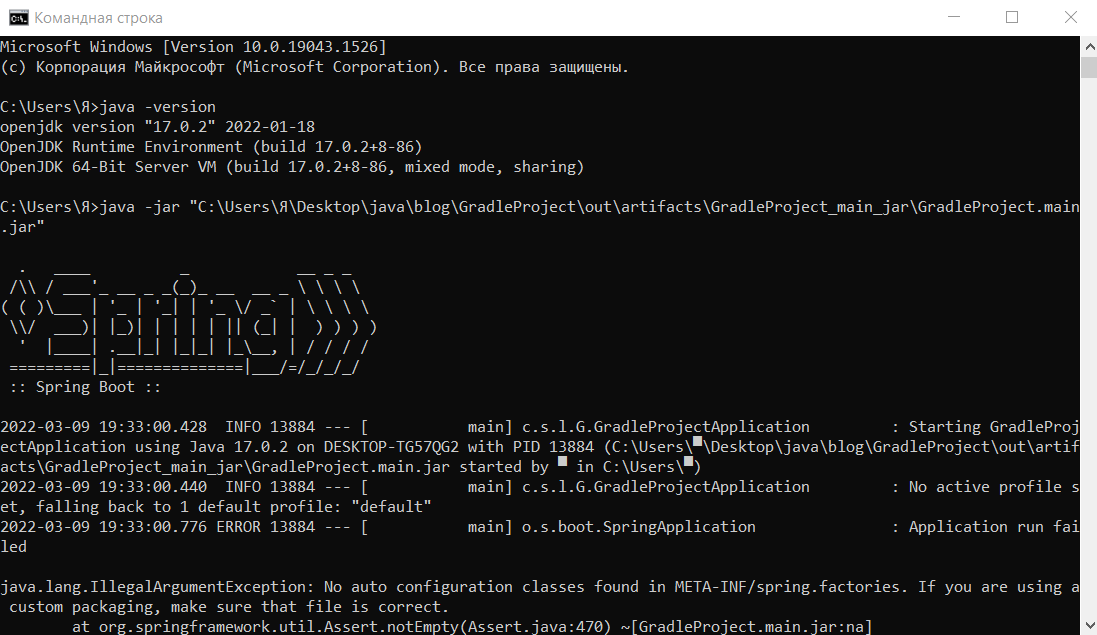 Командная строка
Microsoft Windows [Version 10.0.19043.1526]
(c) Корпорация Майкрософт (Microsoft Corporation). Все права защищены.
C:\Users\Я>java -version
openjdk version "17.0.2" 2022-01-18
OpenJDK Runtime Environment (build 17.0.2+8-86)
OpenJDK 64-Bit Server VM (build 17.0.2+8-86, mixed mode, sharing)
C:\Users\Я>java -jar "C:\Users\Я\Desktop\java\blog\GradleProject\out\artifacts\GradleProject_main_jar\GradleProject.main
.jar"
  .   ____          _            __ _ _
 /\\ / ___'_ __ _ _(_)_ __  __ _ \ \ \ \
( ( )\___ | '_ | '_| | '_ \/ _` | \ \ \ \
 \\/  ___)| |_)| | | | | || (_| |  ) ) ) )
  '  |____| .__|_| |_|_| |_\__, | / / / /
 =========|_|==============|___/=/_/_/_/
 :: Spring Boot ::
2022-03-09 19:33:00.428  INFO 13884 --- [           main] c.s.l.G.GradleProjectApplication         : Starting GradleProj
ectApplication using Java 17.0.2 on DESKTOP-TG57QG2 with PID 13884 (C:\Users\▀\Desktop\java\blog\GradleProject\out\artif
acts\GradleProject_main_jar\GradleProject.main.jar started by ▀ in C:\Users\▀)
2022-03-09 19:33:00.440  INFO 13884 --- [           main] c.s.l.G.GradleProjectApplication         : No active profile s
et, falling back to 1 default profile: "default"
2022-03-09 19:33:00.776 ERROR 13884 --- [           main] o.s.boot.SpringApplication               : Application run fai
led
java.lang.IllegalArgumentException: No auto configuration classes found in META-INF/spring.factories. If you are using a
 custom packaging, make sure that file is correct.
        at org.springframework.util.Assert.notEmpty(Assert.java:470) ~[GradleProject.main.jar:na]